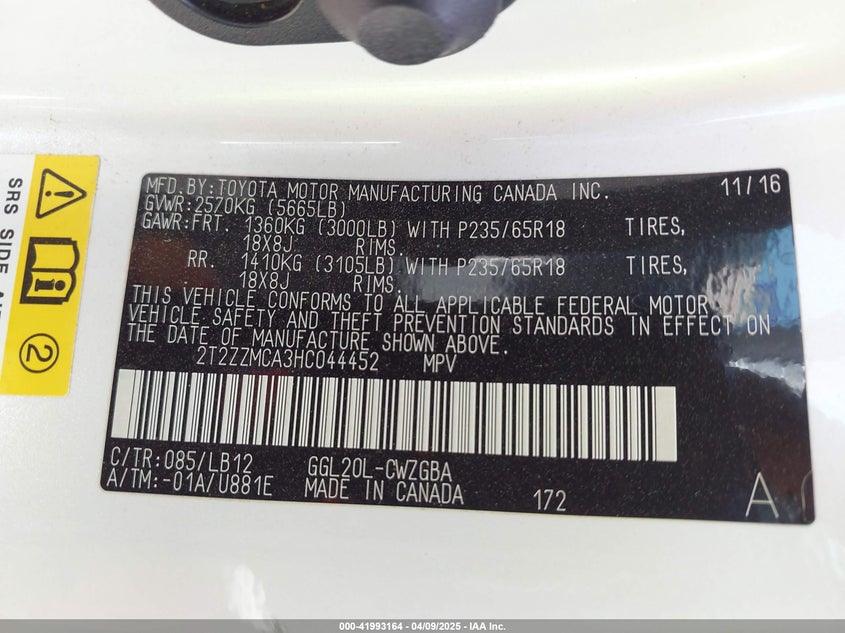 MFD.BY:TOYOTA MOTOR MANUFACTURING CANADA INC. 11/16
GVWR:2570KG (5665LB)
GAWR:FRT. 1360KG (3000LB) WITH P235/65R18 TIRES,
18X8J RIMS.
RR. 1410KG (3105LB) WITH P235/65R18 TIRES,
18X8J RIMS.
THIS VEHICLE CONFORMS TO ALL APPLICABLE FEDERAL MOTOR
VEHICLE SAFETY AND THEFT PREVENTION STANDARDS IN EFFECT ON
THE DATE OF MANUFACTURE SHOWN ABOVE.
2T2ZZMCA3HC044452 MPV
C/TR:085/LB12 GGL20L-CWZGBA
A/TM:-01A/U881E MADE IN CANADA 172 A
SRS SIDE
2
000-41993164 | 04/09/2025 - IAA Inc.